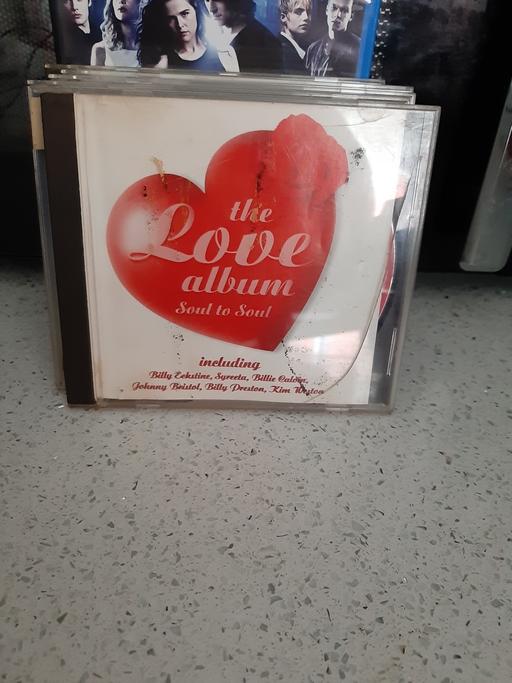 the
Love
album
Soul to Soul
including
Billy Eckstine, Syreeta, Billie Calvin,
Johnny Bristol, Billy Preston, Kim Weston